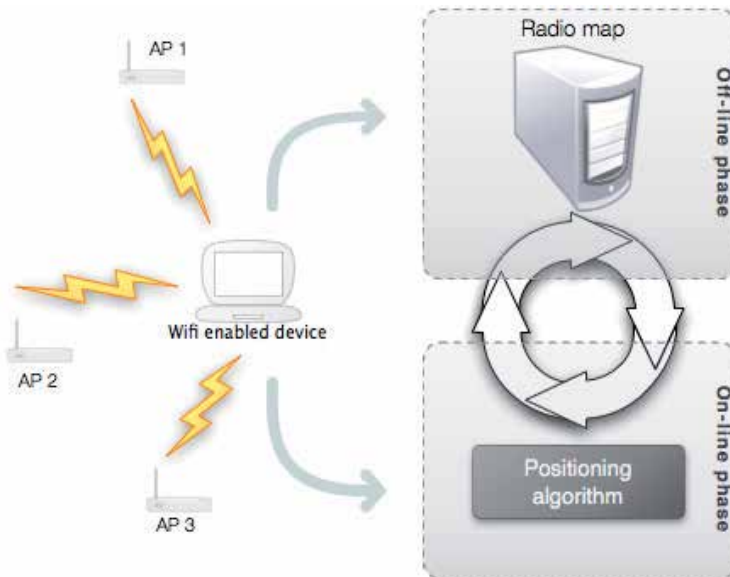 AP 1
Radio map
Off-line phase
Wifi enabled device
AP 2
AP 3
On-line phase
Positioning
algorithm